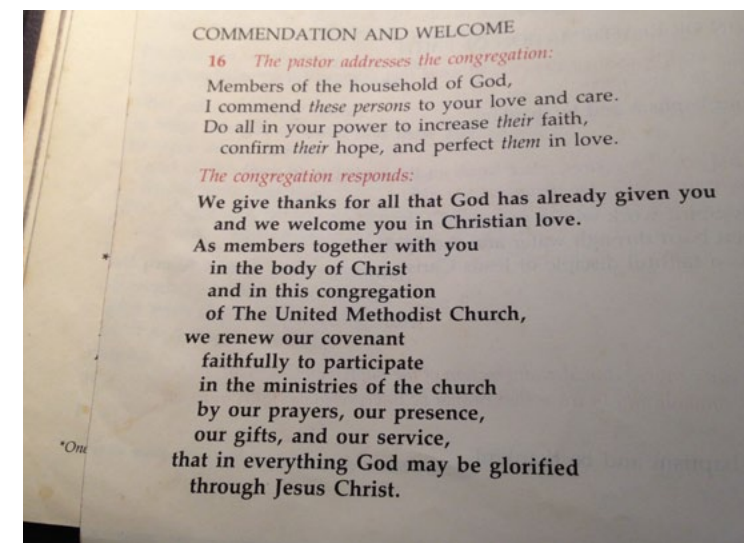 COMMENDATION AND WELCOME
16 The pastor addresses the congregation:
Members of the household of God,
I commend these persons to your love and care.
Do all in your power to increase their faith,
confirm their hope, and perfect them in love.
The congregation responds:
We give thanks for all that God has already given you
and we welcome you in Christian love.
As members together with you
in the body of Christ
and in this congregation
of The United Methodist Church,
we renew our covenant
faithfully to participate
in the ministries of the church
by our prayers, our presence,
our gifts, and our service,
that in everything God may be glorified
through Jesus Christ.
*
*One